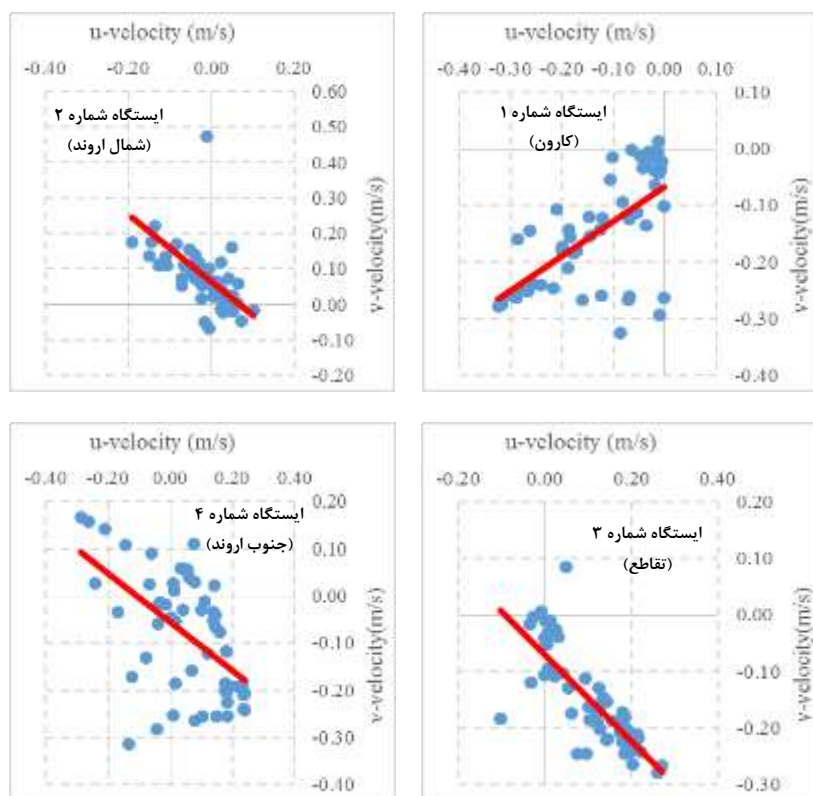 u-velocity (m/s)
-0.40 -0.20 0.00 0.20
0.60
0.50
0.40
0.30
0.20
0.10
0.00
-0.10
-0.20
v-velocity(m/s)
ایستگاه شماره ۲
(شمال اروند)
u-velocity (m/s)
-0.40 -0.30 -0.20 -0.10 0.00 0.10
0.10
0.00
-0.10
-0.20
-0.30
-0.40
v-velocity(m/s)
ایستگاه شماره ۱
(کارون)
u-velocity (m/s)
-0.40 -0.20 0.00 0.20 0.40
0.20
0.10
0.00
-0.10
-0.20
-0.30
-0.40
v-velocity(m/s)
ایستگاه شماره ۴
(جنوب اروند)
u-velocity (m/s)
-0.20 0.00 0.20 0.40
0.20
0.10
0.00
-0.10
-0.20
-0.30
v-velocity(m/s)
ایستگاه شماره ۳
(تقاطع)